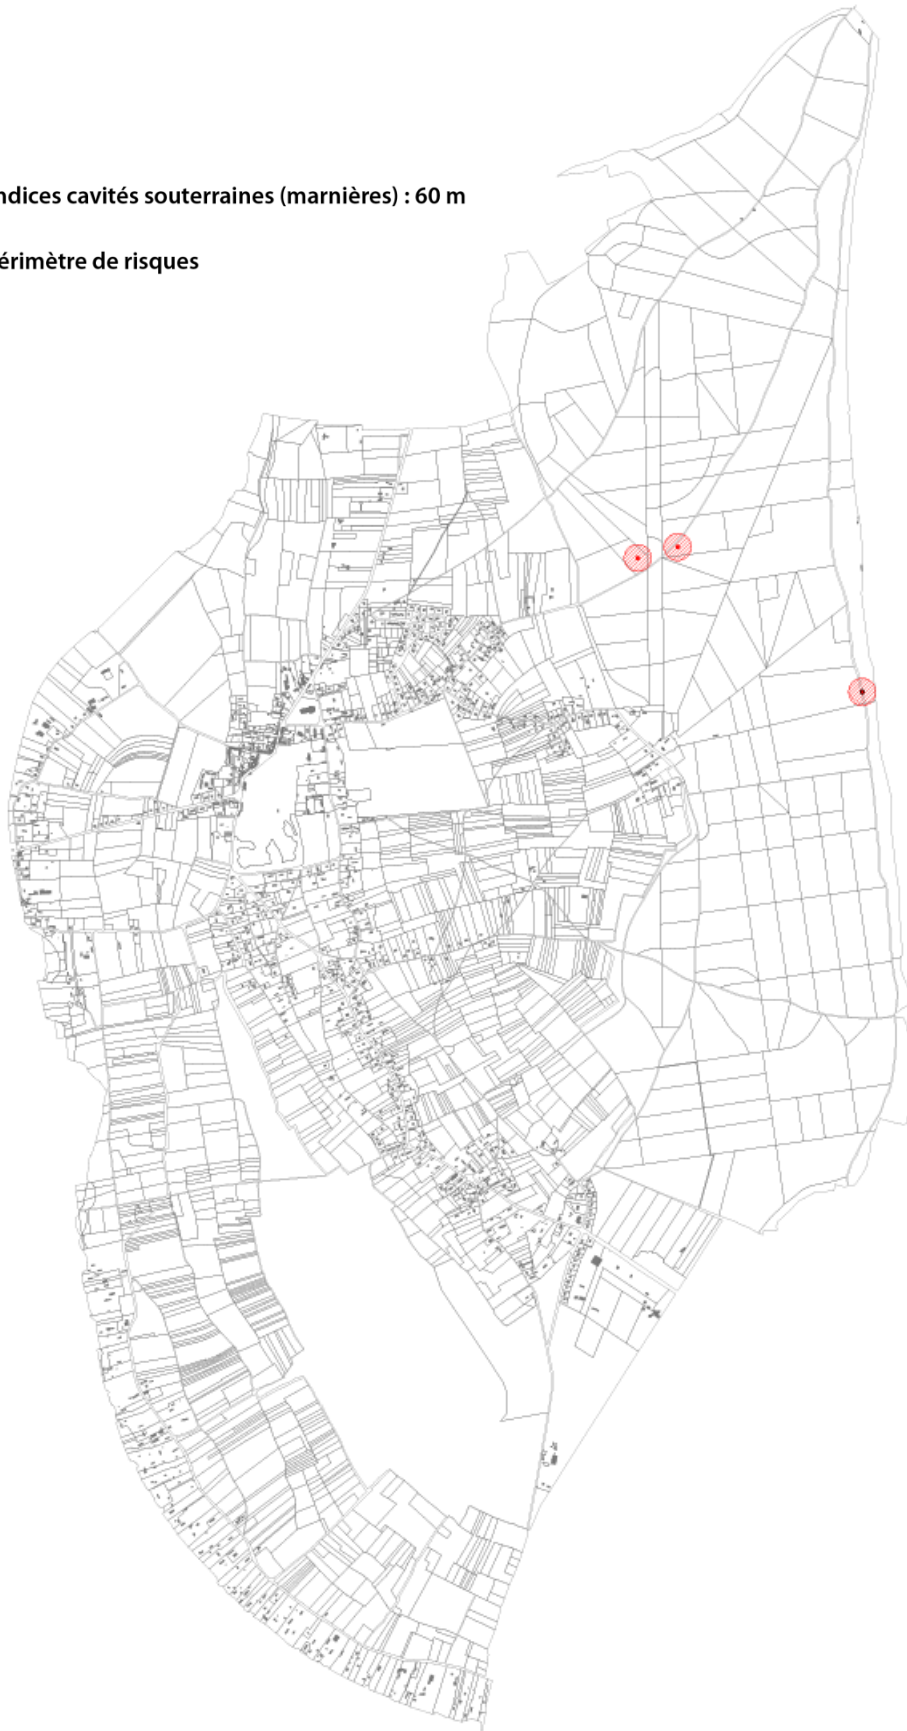 ndices cavités souterraines (marnières) : 60 m
érimètre de risques